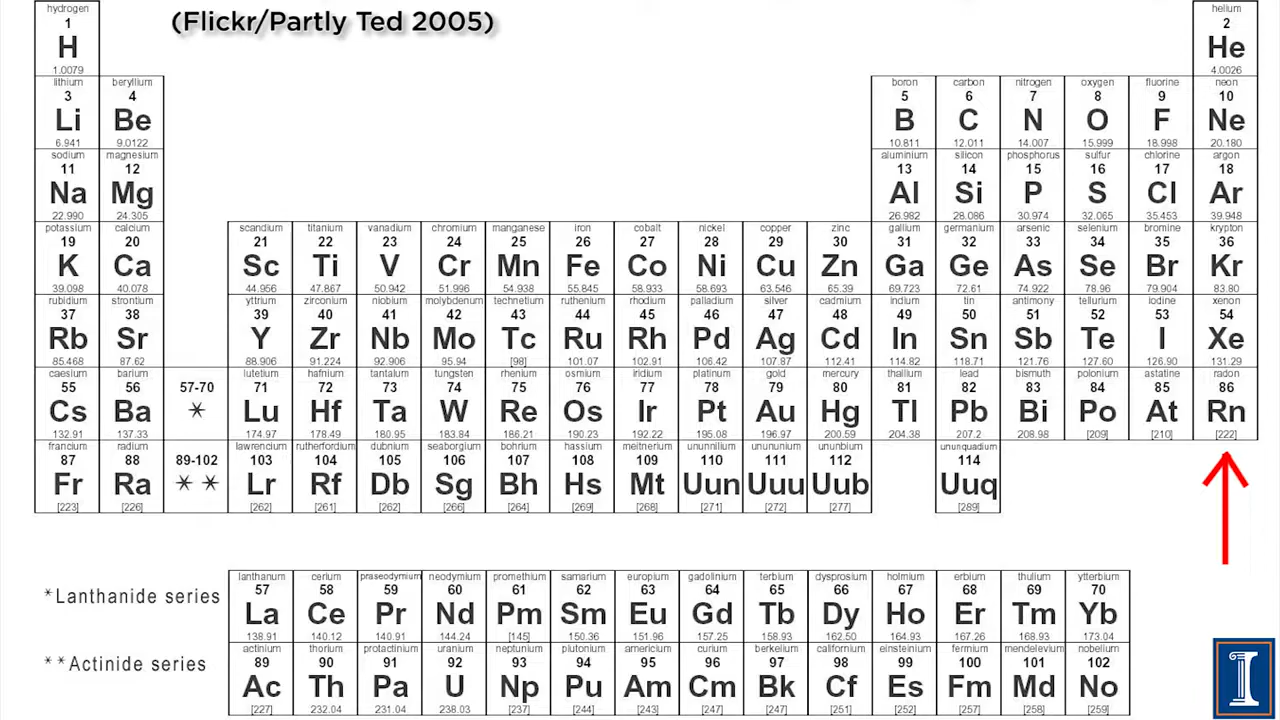 (Flickr/Partly Ted 2005)
hydrogen helium
1 2
H He
1.0079 4.0026
lithium beryllium boron carbon nitrogen oxygen fluorine neon
3 4 5 6 7 8 9 10
Li Be B C N O F Ne
6.941 9.0122 10.811 12.011 14.007 15.999 18.998 20.180
sodium magnesium aluminium silicon phosphorus sulfur chlorine argon
11 12 13 14 15 16 17 18
Na Mg Al Si P S Cl Ar
22.990 24.305 26.982 28.086 30.974 32.065 35.453 39.948
potassium calcium scandium titanium vanadium chromium manganese iron cobalt nickel copper zinc gallium germanium arsenic selenium bromine krypton
19 20 21 22 23 24 25 26 27 28 29 30 31 32 33 34 35 36
K Ca Sc Ti V Cr Mn Fe Co Ni Cu Zn Ga Ge As Se Br Kr
39.098 40.078 44.956 47.867 50.942 51.996 54.938 55.845 58.933 58.693 63.546 65.39 69.723 72.61 74.922 78.96 79.904 83.80
rubidium strontium yttrium zirconium niobium molybdenum technetium ruthenium rhodium palladium silver cadmium indium tin antimony tellurium iodine xenon
37 38 39 40 41 42 43 44 45 46 47 48 49 50 51 52 53 54
Rb Sr Y Zr Nb Mo Tc Ru Rh Pd Ag Cd In Sn Sb Te I Xe
85.468 87.62 88.906 91.224 92.906 95.94 [98] 101.07 102.91 106.42 107.87 112.41 114.82 118.71 121.76 127.60 126.90 131.29
caesium barium lutetium hafnium tantalum tungsten rhenium osmium iridium platinum gold mercury thallium lead bismuth polonium astatine radon
55 56 57-70 71 72 73 74 75 76 77 78 79 80 81 82 83 84 85 86
Cs Ba * Lu Hf Ta W Re Os Ir Pt Au Hg Tl Pb Bi Po At Rn
132.91 137.33 174.97 178.49 180.95 183.84 186.21 190.23 192.22 195.08 196.97 200.59 204.38 207.2 208.98 [209] [210] [222]
francium radium lawrencium rutherfordium dubnium seaborgium bohrium hassium meitnerium ununnilium unununium ununbium ununquadium
87 88 89-102 103 104 105 106 107 108 109 110 111 112 114
Fr Ra * * Lr Rf Db Sg Bh Hs Mt Uun Uuu Uub Uuq
[223] [226] [262] [261] [262] [266] [264] [269] [268] [271] [272] [277] [289]
lanthanum cerium praseodymium neodymium promethium samarium europium gadolinium terbium dysprosium holmium erbium thulium ytterbium
57 58 59 60 61 62 63 64 65 66 67 68 69 70
*Lanthanide series La Ce Pr Nd Pm Sm Eu Gd Tb Dy Ho Er Tm Yb
138.91 140.12 140.91 144.24 [145] 150.36 151.96 157.25 158.93 162.50 164.93 167.26 168.93 173.04
actinium thorium protactinium uranium neptunium plutonium americium curium berkelium californium einsteinium fermium mendelevium nobelium
89 90 91 92 93 94 95 96 97 98 99 100 101 102
**Actinide series Ac Th Pa U Np Pu Am Cm Bk Cf Es Fm Md No
[227] 232.04 231.04 238.03 [237] [244] [243] [247] [247] [251] [252] [257] [258] [259]
I